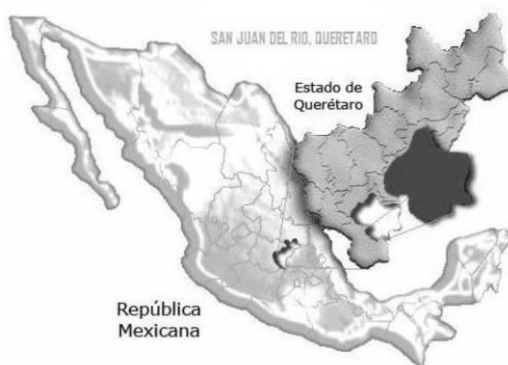 SAN JUAN DEL RIO, QUERETARO
Estado de
Querétaro
República
Mexicana